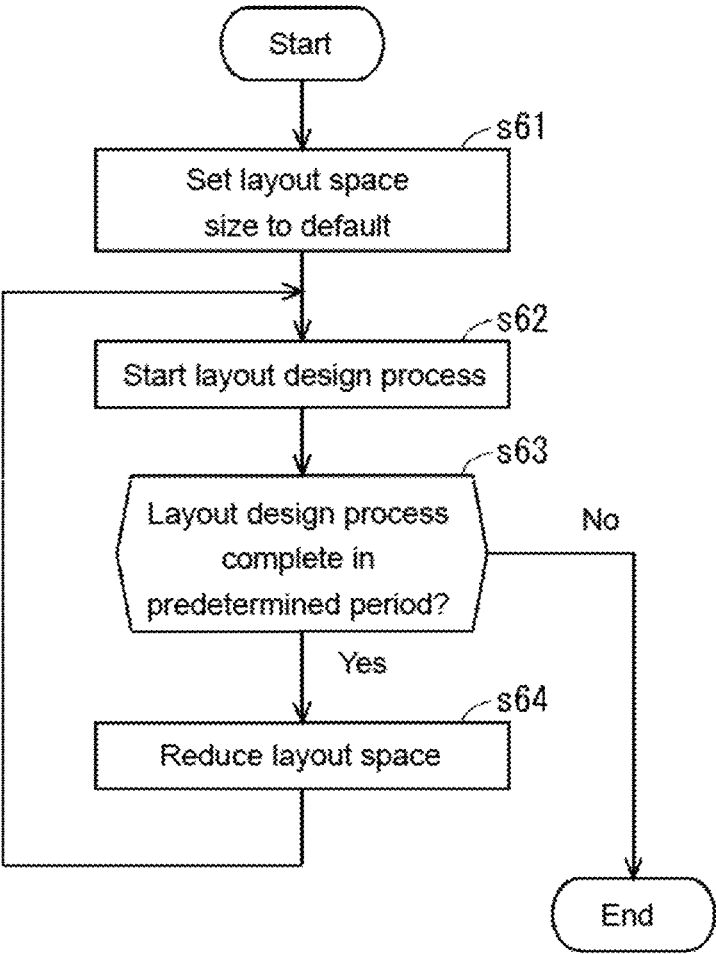 Start
s61
Set layout space
size to default
s62
Start layout design process
s63
Layout design process
complete in
predetermined period?
No
Yes
s64
Reduce layout space
End